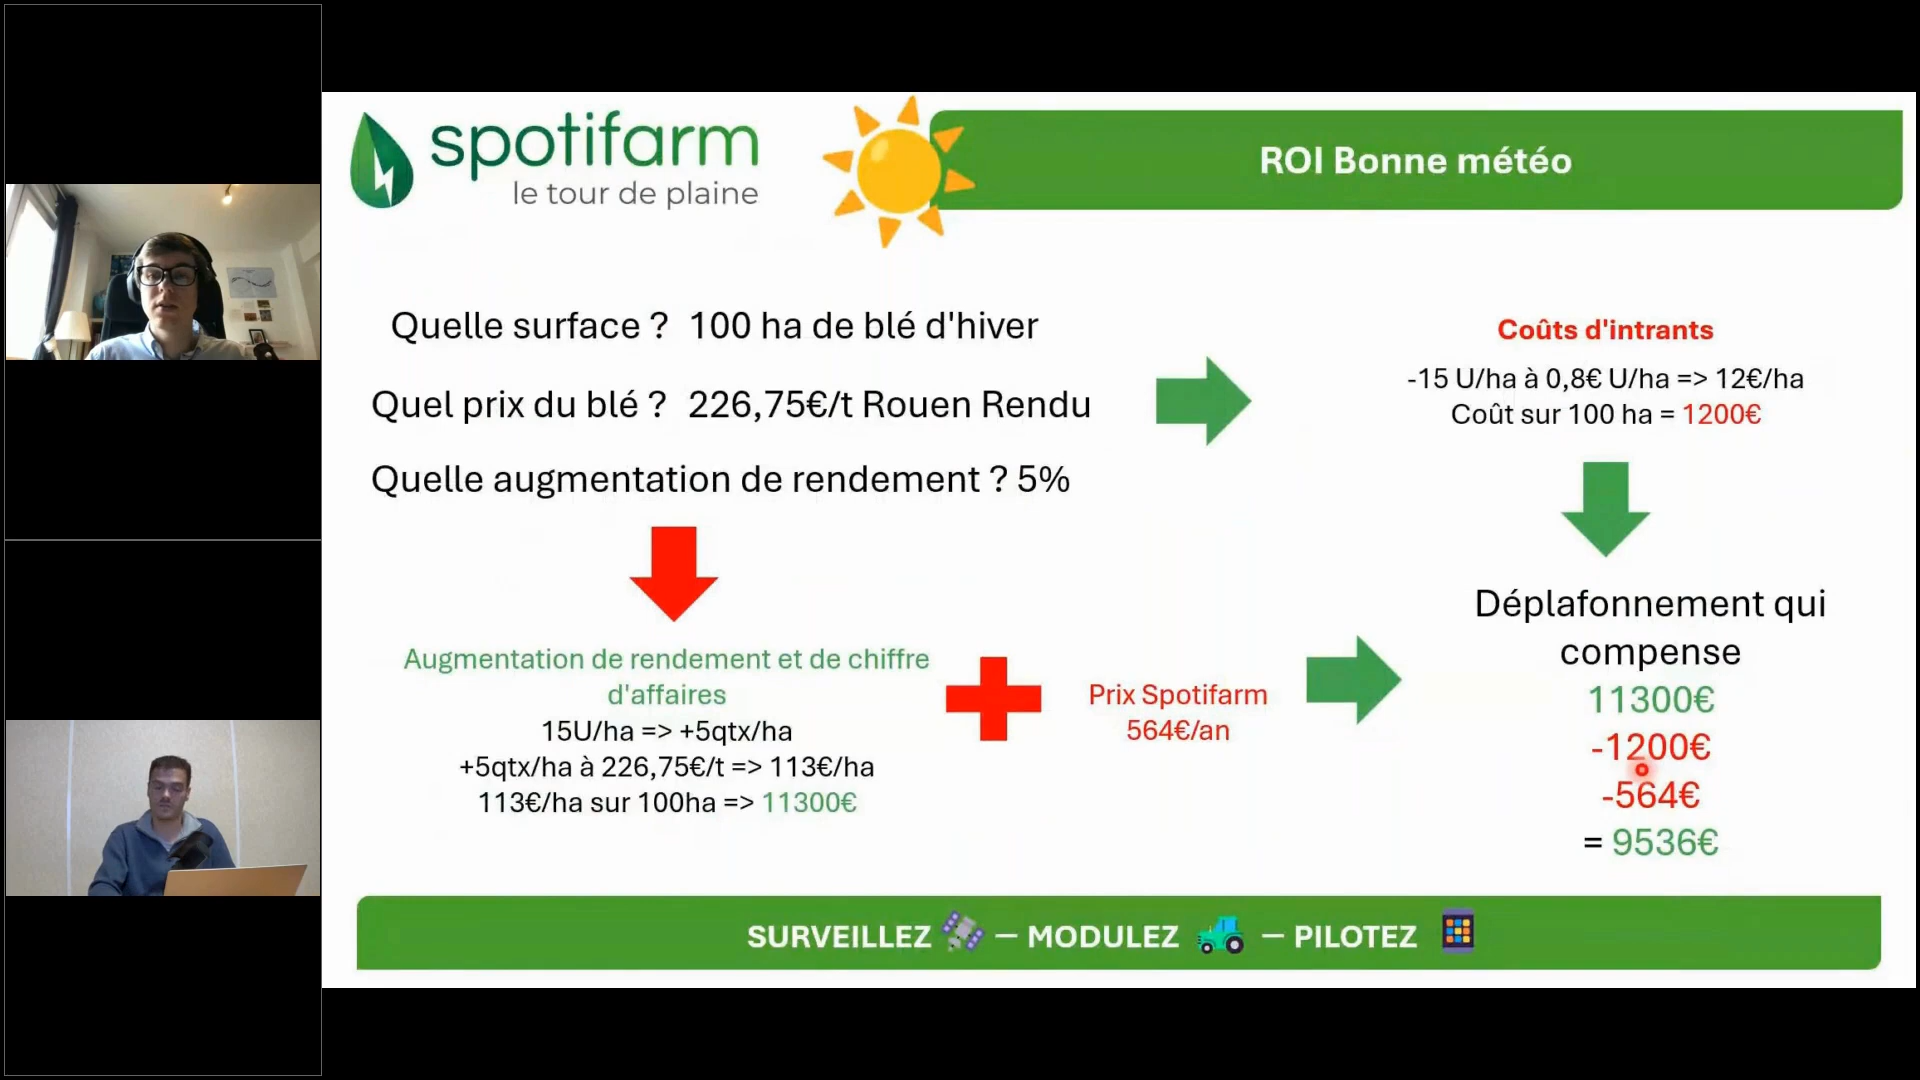 spotifarm
le tour de plaine
ROI Bonne météo
Quelle surface ? 100 ha de blé d'hiver
Quel prix du blé ? 226,75€/t Rouen Rendu
Quelle augmentation de rendement ? 5%
Coûts d'intrants
-15 U/ha à 0,8€ U/ha => 12€/ha
Coût sur 100 ha = 1200€
Augmentation de rendement et de chiffre
d'affaires
15U/ha => +5qtx/ha
+5qtx/ha à 226,75€/t => 113€/ha
113€/ha sur 100ha => 11300€
Prix Spotifarm
564€/an
Déplafonnement qui
compense
11300€
-1200€
-564€
= 9536€
SURVEILLEZ – MODULEZ – PILOTEZ